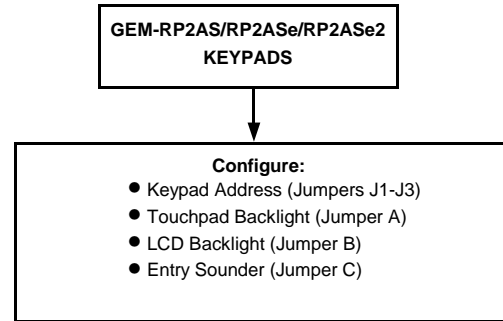 GEM-RP2AS/RP2ASe/RP2ASe2
KEYPADS
Configure:
● Keypad Address (Jumpers J1-J3)
● Touchpad Backlight (Jumper A)
● LCD Backlight (Jumper B)
● Entry Sounder (Jumper C)